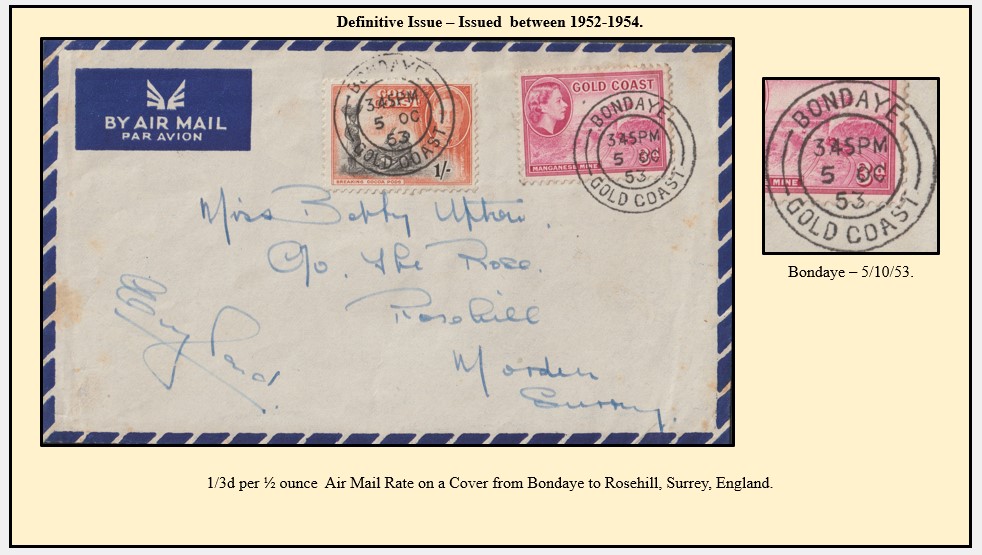 Definitive Issue – Issued between 1952-1954.
BY AIR MAIL
PAR AVION
BONDAYE
3.45PM
5 OC
53
GOLD COAST
1/-
BREAKING COCOA PODS
GOLD COAST
MANGANESE MINE
BONDAYE
3.45PM
5 OC
53
GOLD COAST
Miss Betty
C/o. The Rose.
Rosehill
Morden
Surrey.
England.
BONDAYE
3.45PM
5 OC
53
GOLD COAST
MINE
3D
Bondaye – 5/10/53.
1/3d per ½ ounce Air Mail Rate on a Cover from Bondaye to Rosehill, Surrey, England.